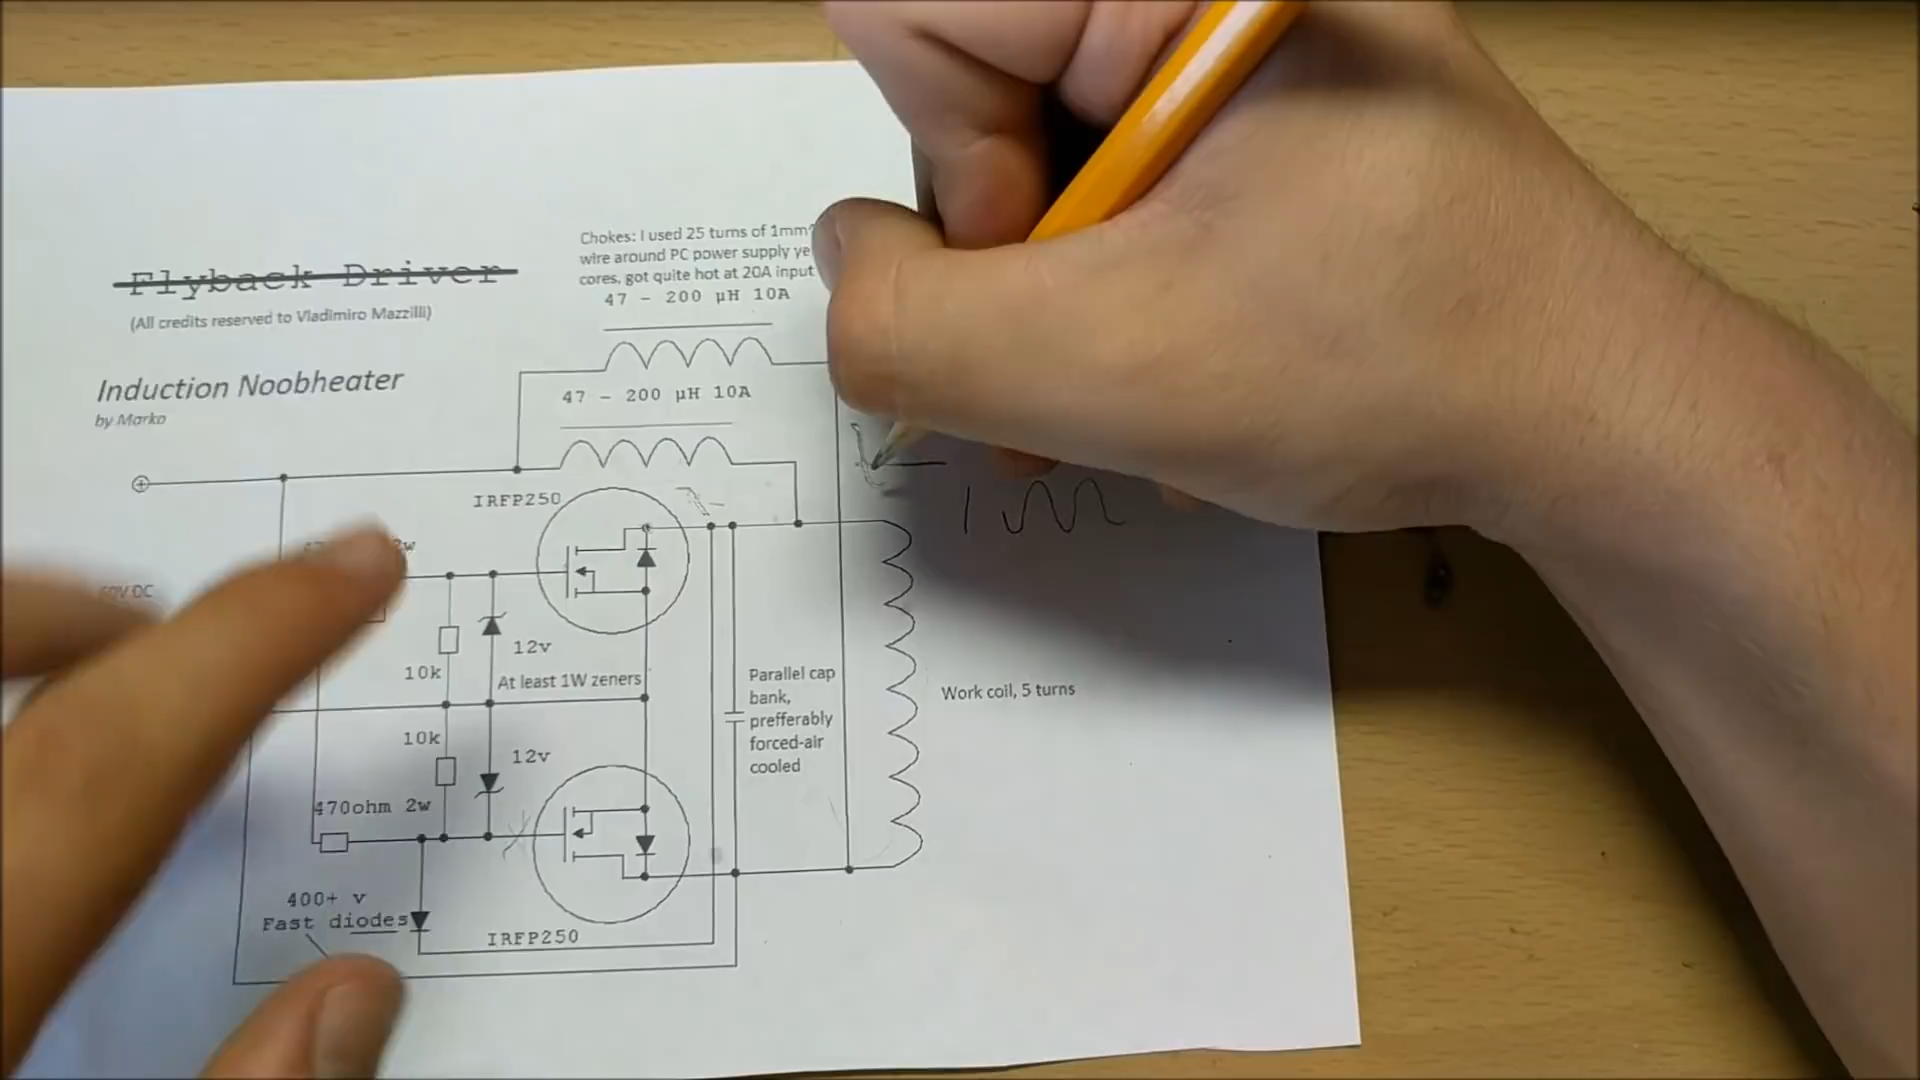 Flyback Driver
(All credits reserved to Vladimiro Mazzilli)
Induction Noobheater
by Marko
Chokes: I used 25 turns of 1mm
wire around PC power supply
cores, got quite hot at 20A input
47 - 200 µH 10A
47 - 200 µH 10A
IRFP250
12v
10k
At least 1W zeners
10k
12v
470ohm 2w
400+ v
Fast diodes
IRFP250
Parallel cap
bank,
prefferably
forced-air
cooled
Work coil, 5 turns